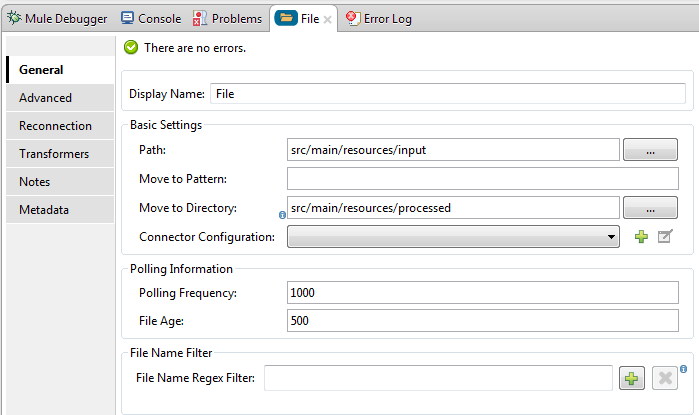 Mule Debugger Console Problems File Error Log
There are no errors.
General
Advanced
Reconnection
Transformers
Notes
Metadata
Display Name: File
Basic Settings
Path: src/main/resources/input ...
Move to Pattern:
Move to Directory: src/main/resources/processed ...
Connector Configuration:
Polling Information
Polling Frequency: 1000
File Age: 500
File Name Filter
File Name Regex Filter: